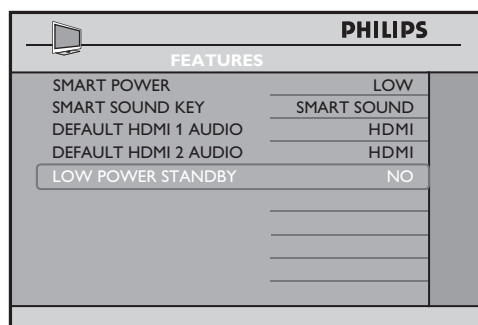 PHILIPS
FEATURES
SMART POWER LOW
SMART SOUND KEY SMART SOUND
DEFAULT HDMI 1 AUDIO HDMI
DEFAULT HDMI 2 AUDIO HDMI
LOW POWER STANDBY NO